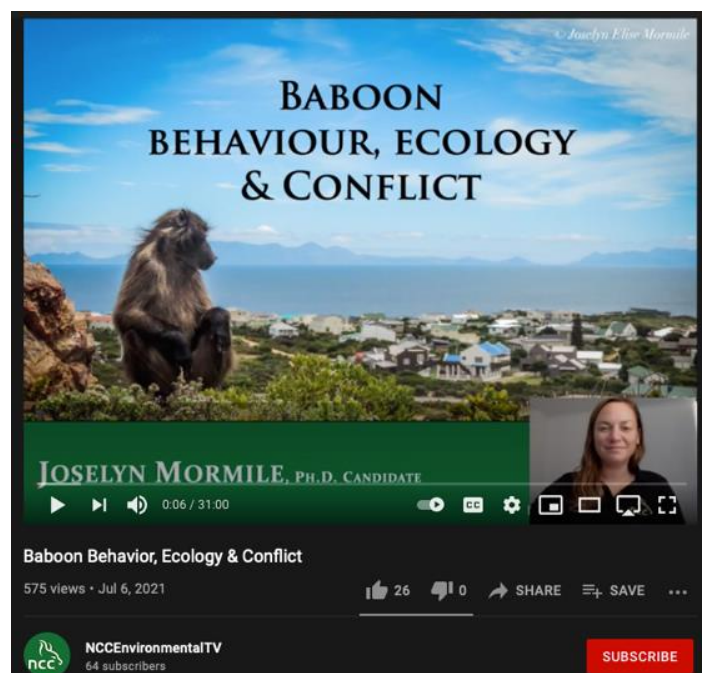 © Joselyn Elise Mormile
BABOON
BEHAVIOUR, ECOLOGY
& CONFLICT
JOSELYN MORMILE, PH.D. CANDIDATE
0:06 / 31:00
CC
Baboon Behavior, Ecology & Conflict
575 views • Jul 6, 2021
26
0
SHARE
SAVE
ncc
NCCEnvironmentalTV
64 subscribers
SUBSCRIBE